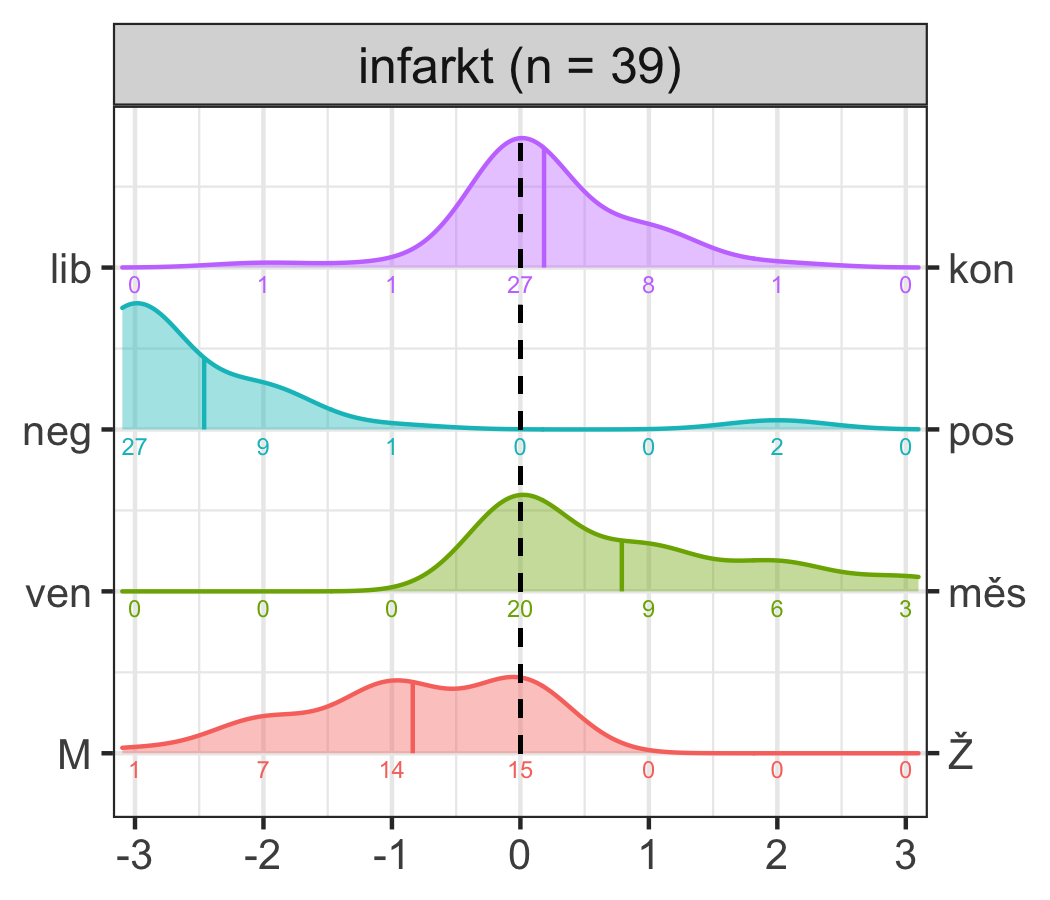 infarkt (n = 39)
lib kon
0 1 1 27 8 1 0
neg pos
27 9 1 0 0 2 0
ven měs
0 0 0 20 9 6 3
M Ž
1 7 14 15 0 0 0
-3 -2 -1 0 1 2 3